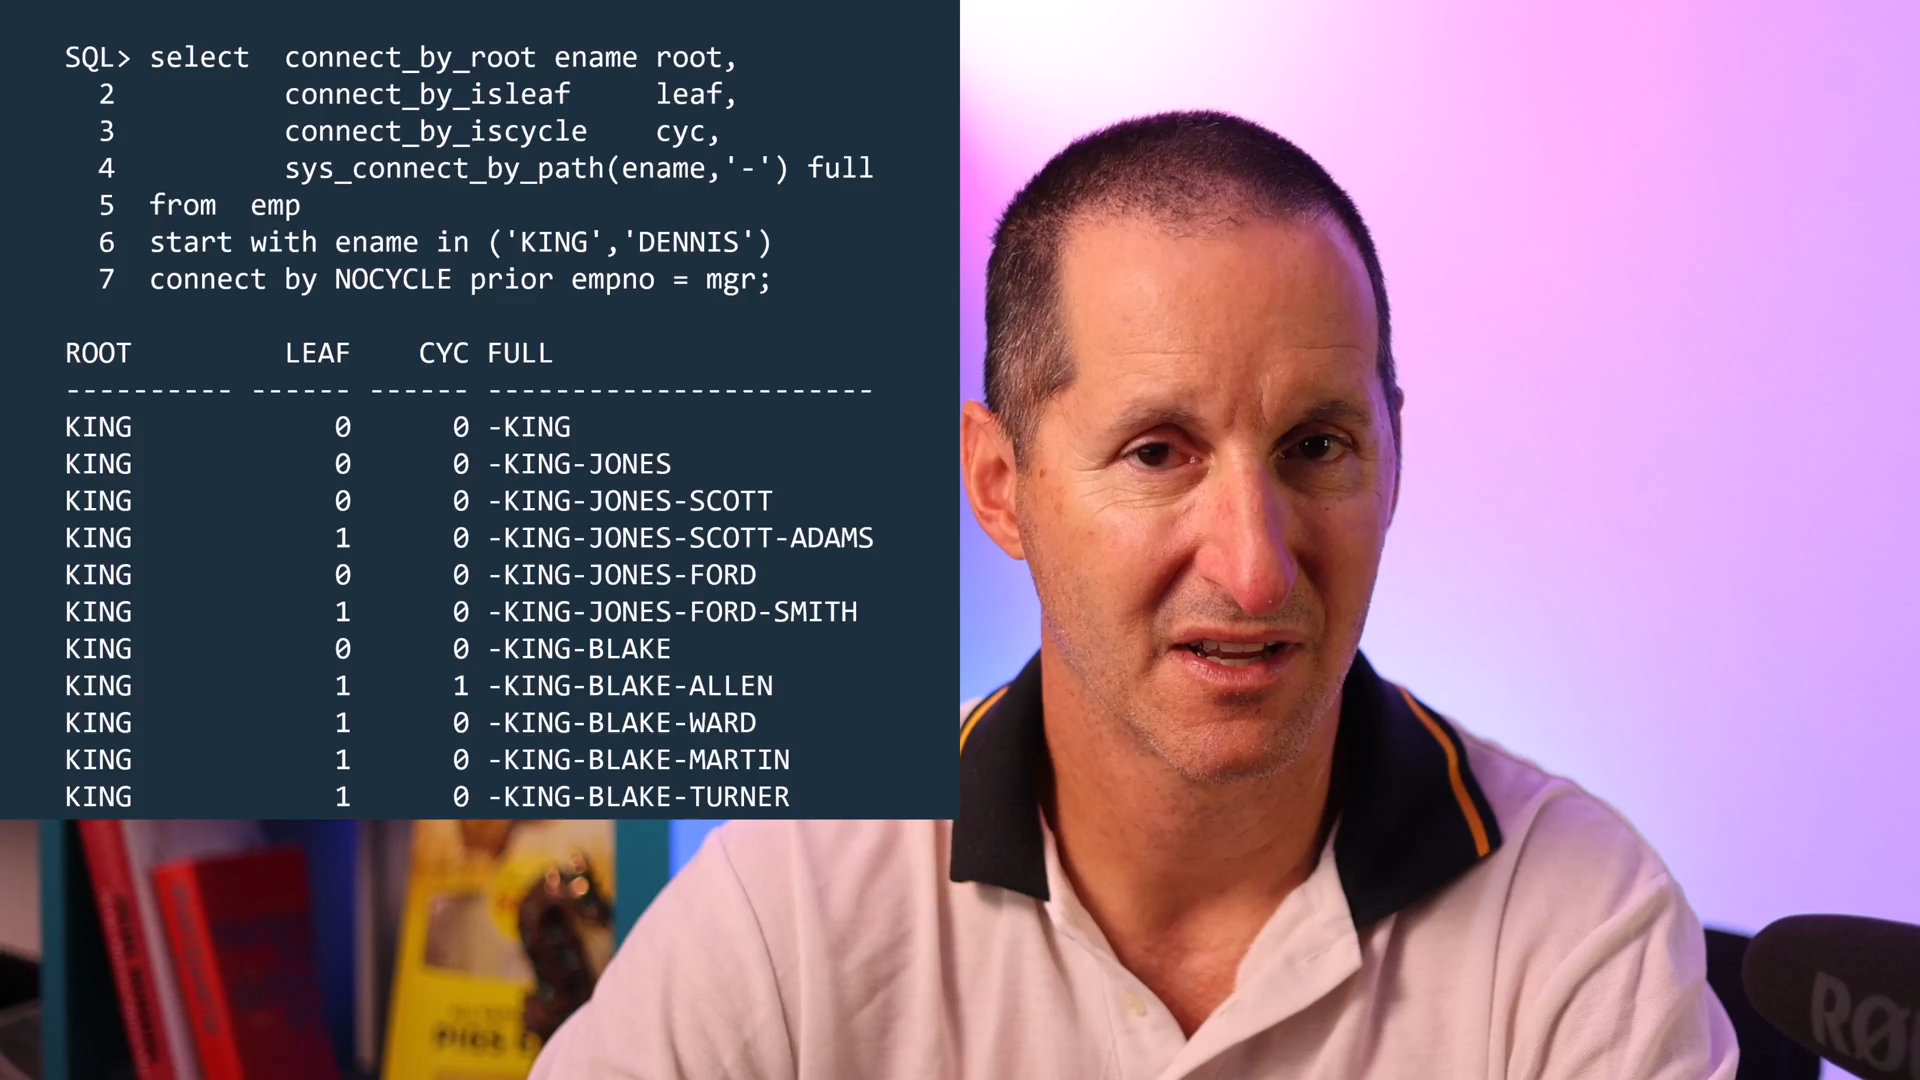 SQL> select  connect_by_root ename root,
  2          connect_by_isleaf     leaf,
  3          connect_by_iscycle    cyc,
  4          sys_connect_by_path(ename,'-') full
  5  from  emp
  6  start with ename in ('KING','DENNIS')
  7  connect by NOCYCLE prior empno = mgr;
ROOT         LEAF    CYC FULL
---------- ------ ------ -----------------------
KING            0      0 -KING
KING            0      0 -KING-JONES
KING            0      0 -KING-JONES-SCOTT
KING            1      0 -KING-JONES-SCOTT-ADAMS
KING            0      0 -KING-JONES-FORD
KING            1      0 -KING-JONES-FORD-SMITH
KING            0      0 -KING-BLAKE
KING            1      1 -KING-BLAKE-ALLEN
KING            1      0 -KING-BLAKE-WARD
KING            1      0 -KING-BLAKE-MARTIN
KING            1      0 -KING-BLAKE-TURNER